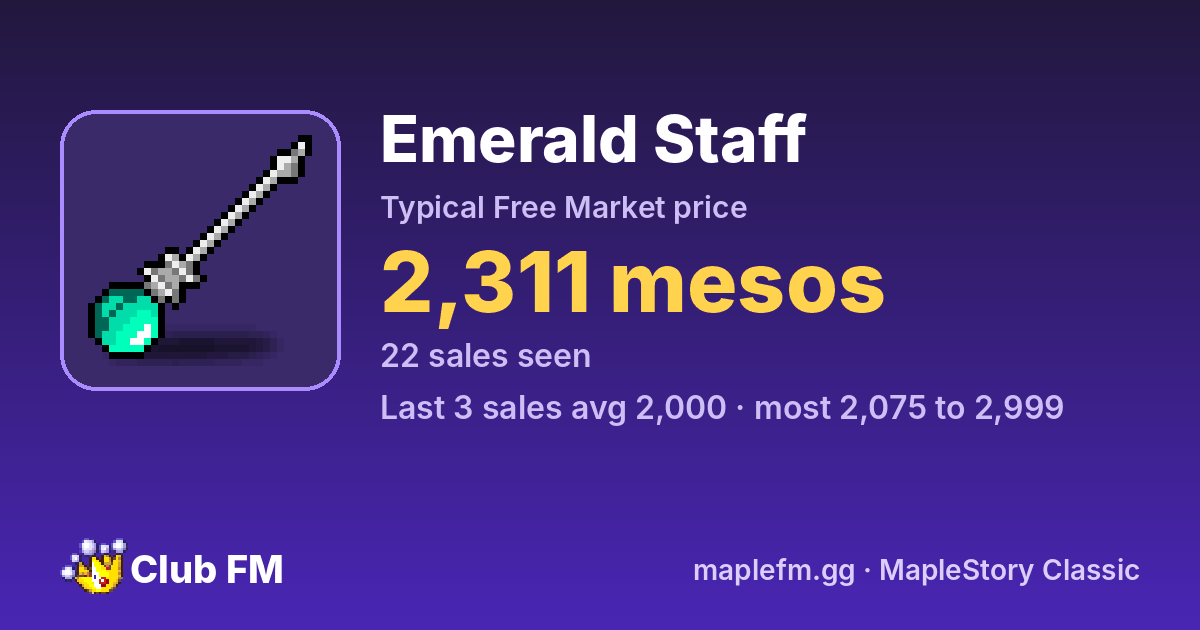 Emerald Staff
Typical Free Market price
2,311 mesos
22 sales seen
Last 3 sales avg 2,000 · most 2,075 to 2,999
Club FM
maplefm.gg · MapleStory Classic